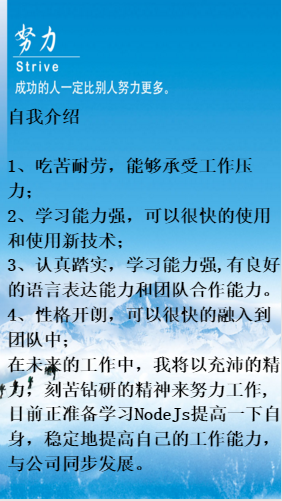 努力
Strive
成功的人一定比别人努力更多。
自我介绍
1、吃苦耐劳，能够承受工作压
力；
2、学习能力强，可以很快的使用
和使用新技术；
3、认真踏实，学习能力强,有良好
的语言表达能力和团队合作能力。
4、性格开朗，可以很快的融入到
团队中；
在未来的工作中，我将以充沛的精
力，刻苦钻研的精神来努力工作,
目前正准备学习NodeJs提高一下自
身，稳定地提高自己的工作能力，
与公司同步发展。